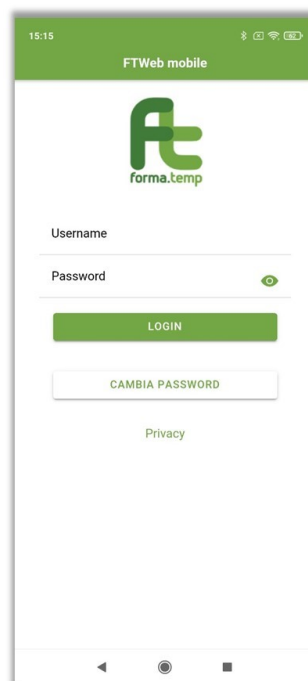 15:15
FTWeb mobile
forma.temp
Username
Password
LOGIN
CAMBIA PASSWORD
Privacy